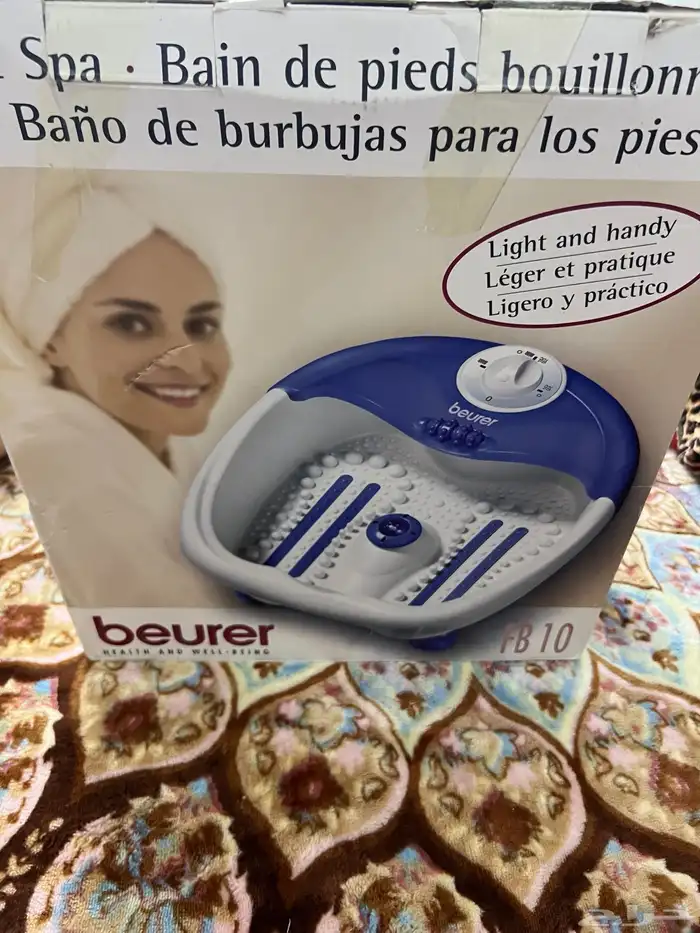 Spa · Bain de pieds bouillonn
Baño de burbujas para los pies
Light and handy
Léger et pratique
Ligero y práctico
beurer
beurer
HEALTH AND WELL-BEING
FB 10
حراج